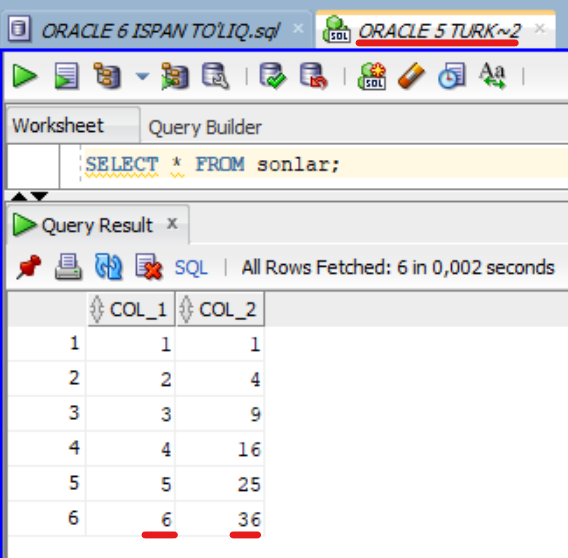 ORACLE 6 ISPAN TO'LIQ.sql × ORACLE 5 TURK~2 ×
Worksheet Query Builder
SELECT * FROM sonlar;
Query Result ×
SQL | All Rows Fetched: 6 in 0,002 seconds
COL_1 COL_2
1 1 1
2 2 4
3 3 9
4 4 16
5 5 25
6 6 36